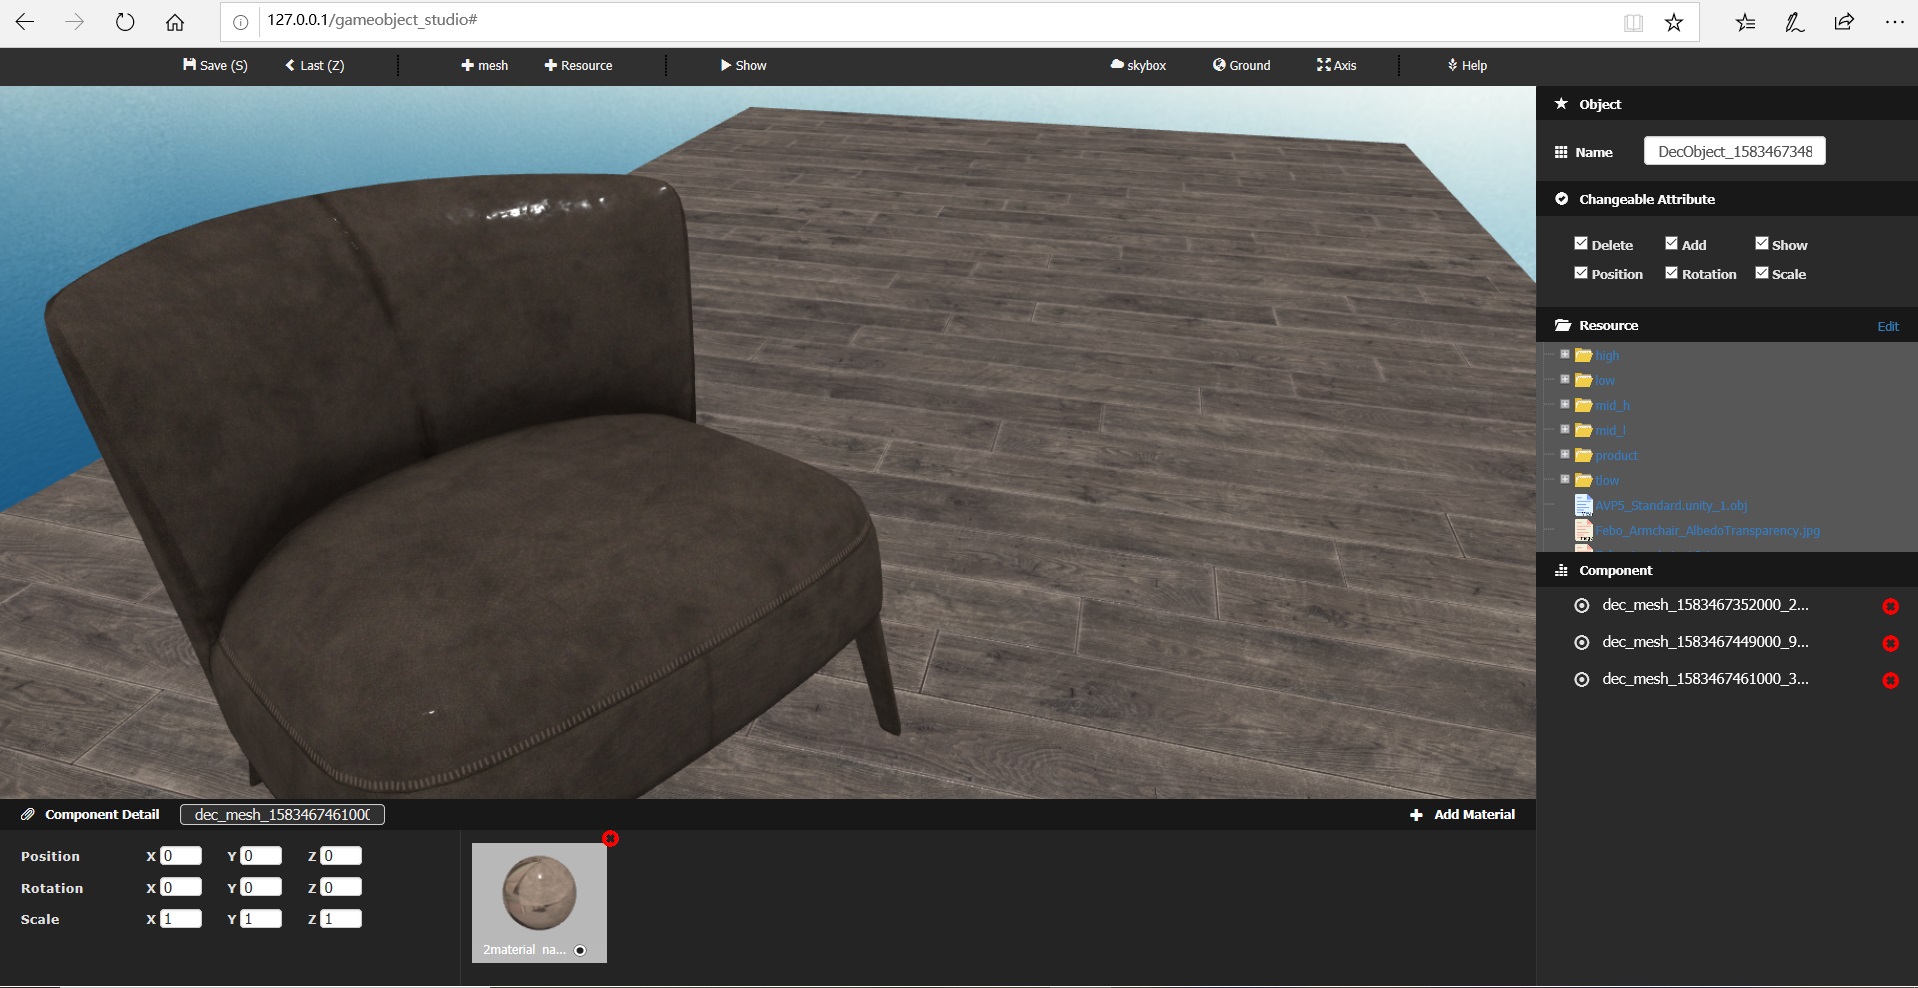 127.0.0.1/gameobject_studio#
Save (S) Last (Z) mesh Resource Show skybox Ground Axis Help
Object
Name DecObject_1583467348
Changeable Attribute
Delete Add Show
Position Rotation Scale
Resource Edit
high
low
mid_h
mid_l
product
tlow
AVP5_Standard.unity_1.obj
Febo_Armchair_AlbedoTransparency.jpg
Component
dec_mesh_1583467352000_2...
dec_mesh_1583467449000_9...
dec_mesh_1583467461000_3...
Component Detail dec_mesh_1583467461000 Add Material
Position X 0 Y 0 Z 0
Rotation X 0 Y 0 Z 0
Scale X 1 Y 1 Z 1
2material_na...